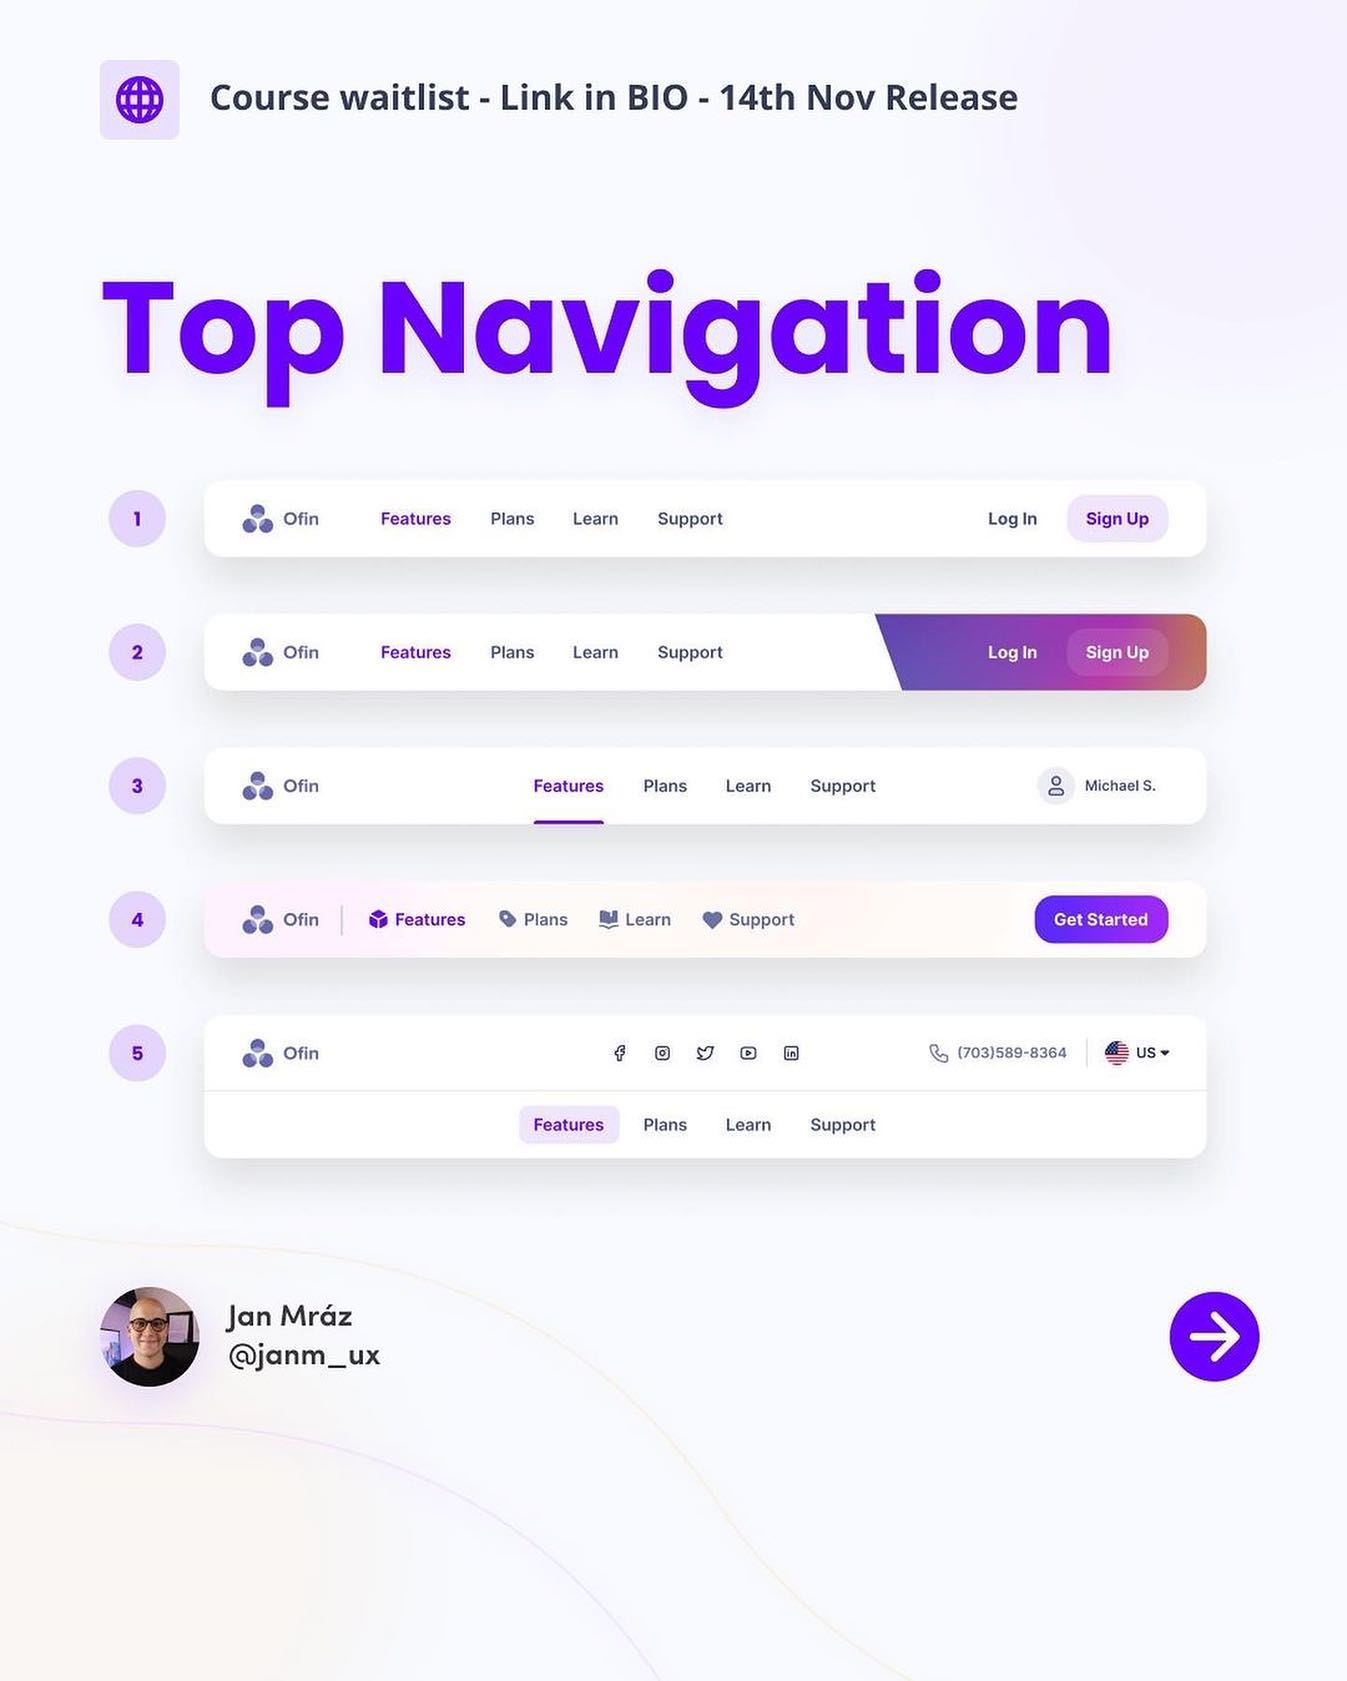 Course waitlist - Link in BIO - 14th Nov Release
Top Navigation
1 Ofin Features Plans Learn Support Log In Sign Up
2 Ofin Features Plans Learn Support Log In Sign Up
3 Ofin Features Plans Learn Support Michael S.
4 Ofin Features Plans Learn Support Get Started
5 Ofin (703)589-8364 US
Features Plans Learn Support
Jan Mráz
@janm_ux